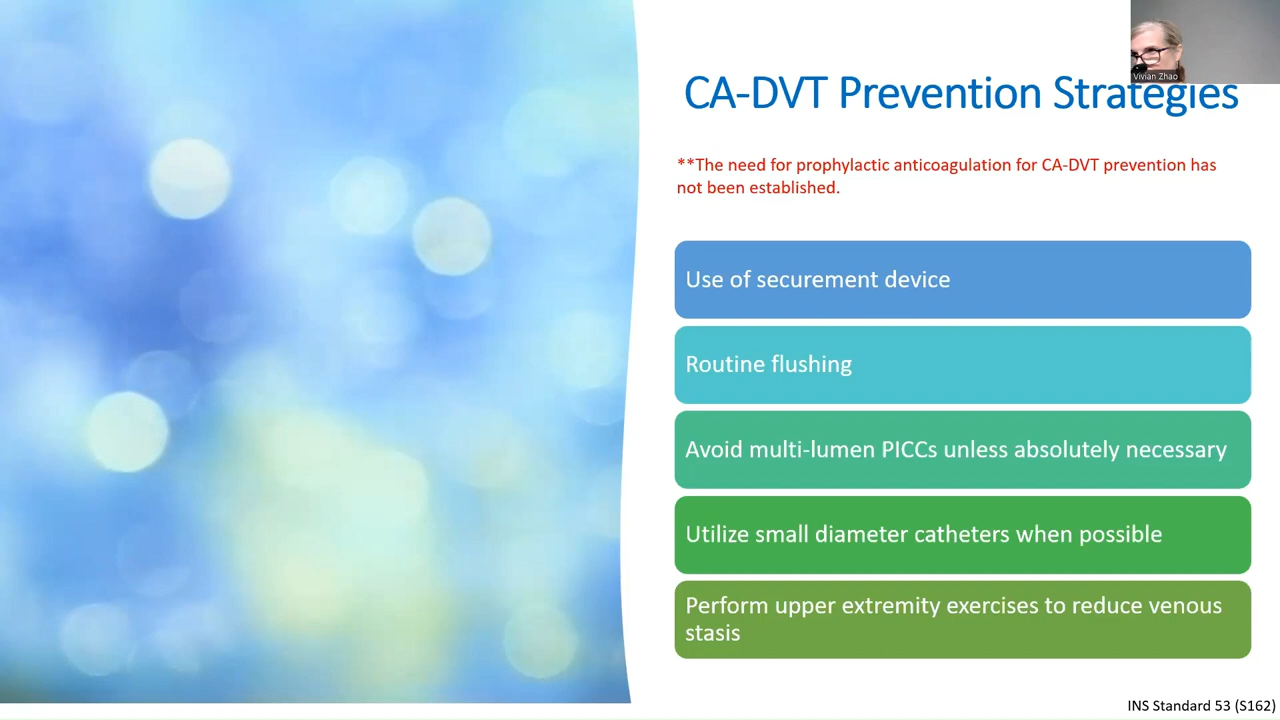 Vivian Zhao
CA-DVT Prevention Strategies
**The need for prophylactic anticoagulation for CA-DVT prevention has
not been established.
Use of securement device
Routine flushing
Avoid multi-lumen PICCs unless absolutely necessary
Utilize small diameter catheters when possible
Perform upper extremity exercises to reduce venous
stasis
INS Standard 53 (S162)